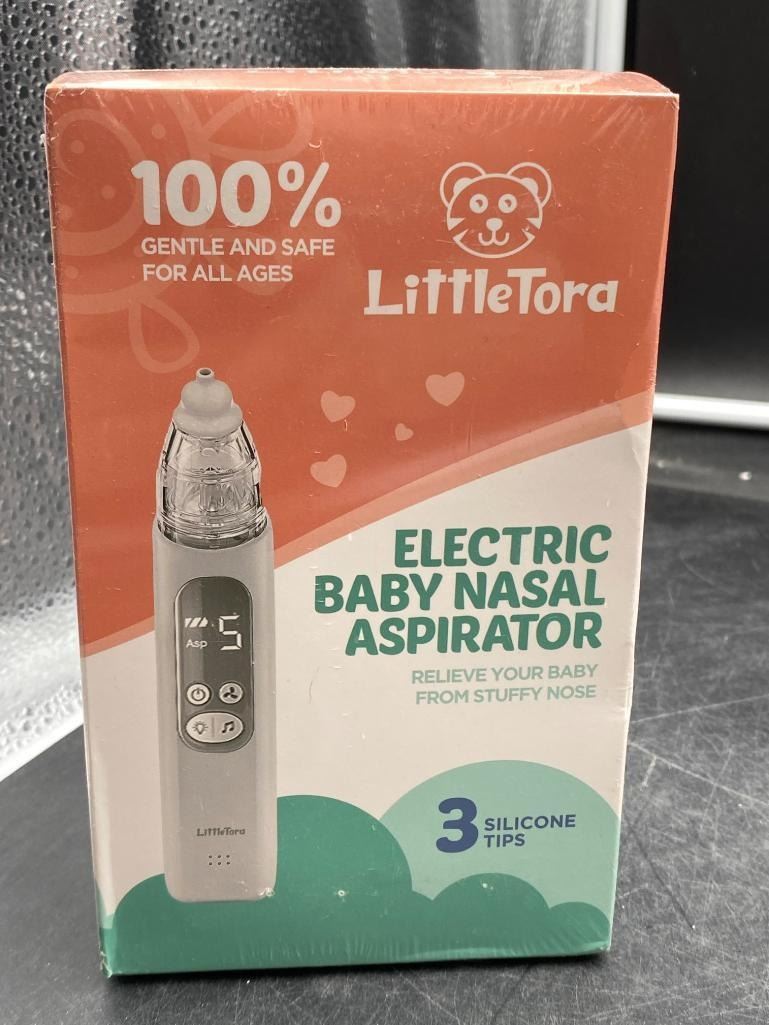 100%
GENTLE AND SAFE
FOR ALL AGES
LittleTora
ELECTRIC
BABY NASAL
ASPIRATOR
RELIEVE YOUR BABY
FROM STUFFY NOSE
Asp 5
3 SILICONE
TIPS
LittleTora